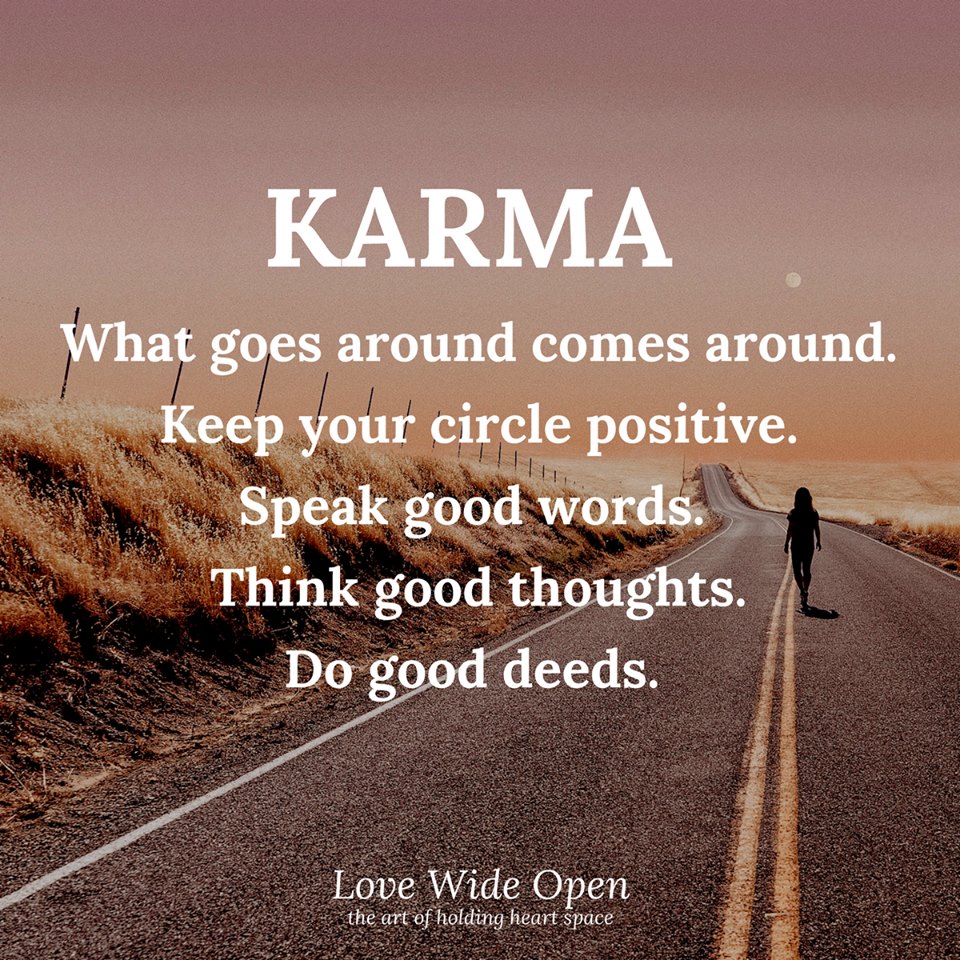 KARMA
What goes around comes around.
Keep your circle positive.
Speak good words.
Think good thoughts.
Do good deeds.
Love Wide Open
the art of holding heart space